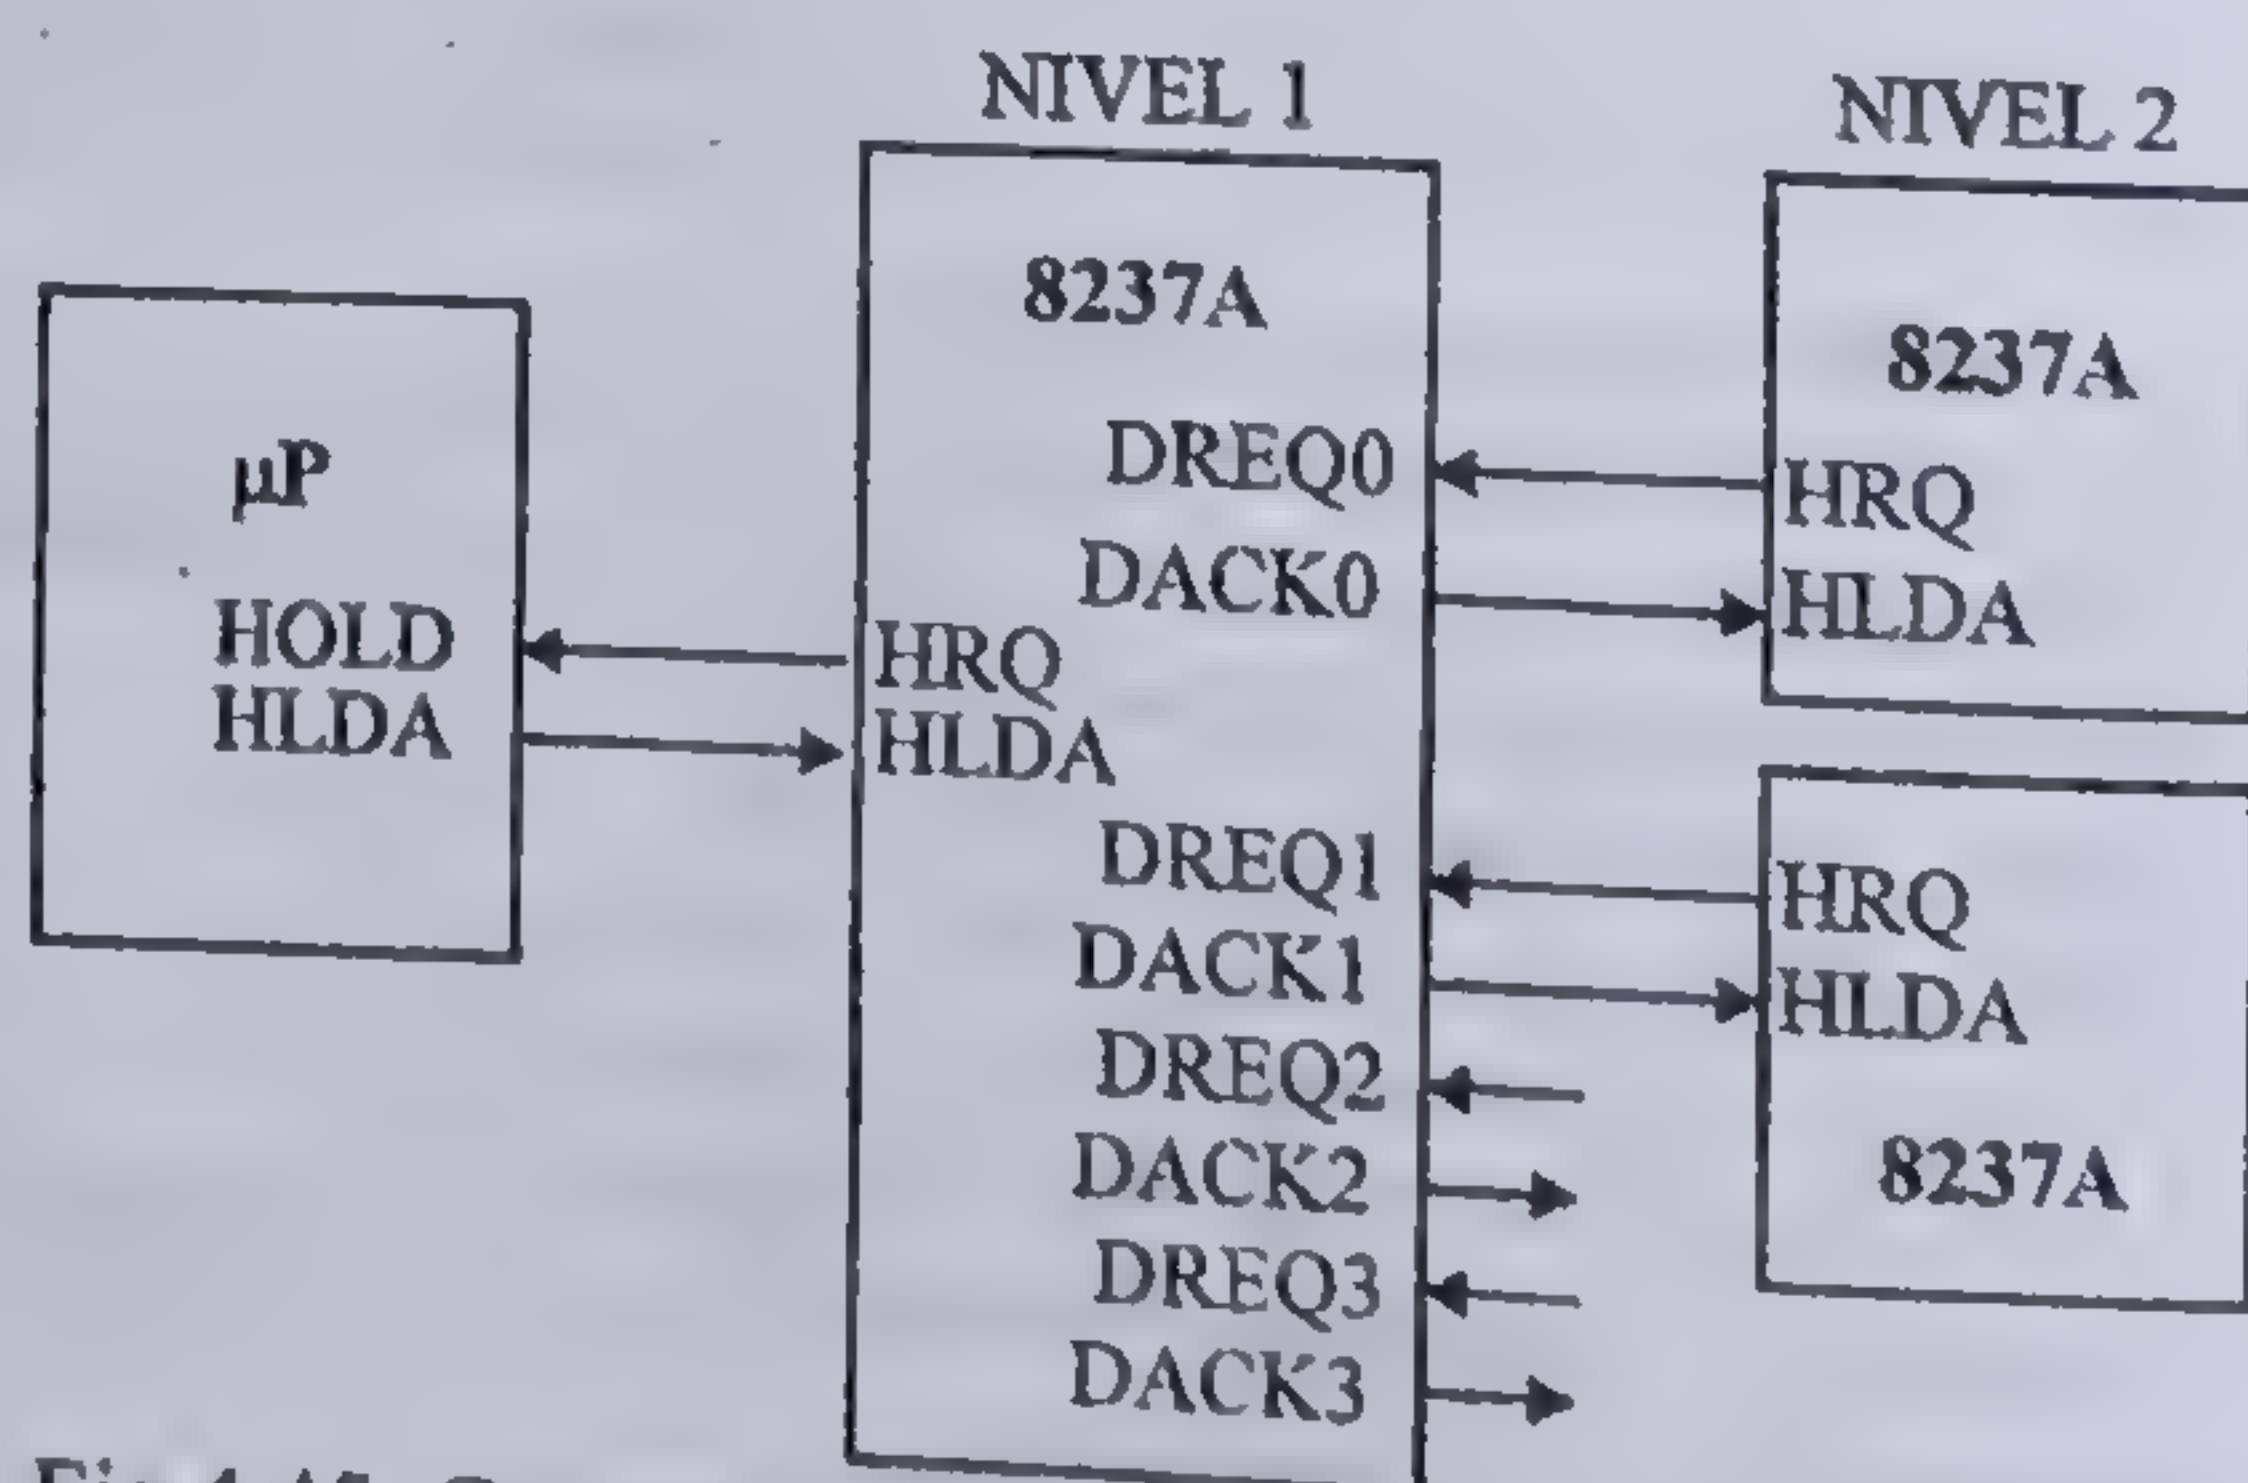 NIVEL 1
NIVEL 2
8237A
8237A
µP
DREQ0
HRQ
DACK0
HLDA
HOLD
HRQ
HLDA
HLDA
DREQ1
HRQ
DACK1
HLDA
DREQ2
DACK2
8237A
DREQ3
DACK3